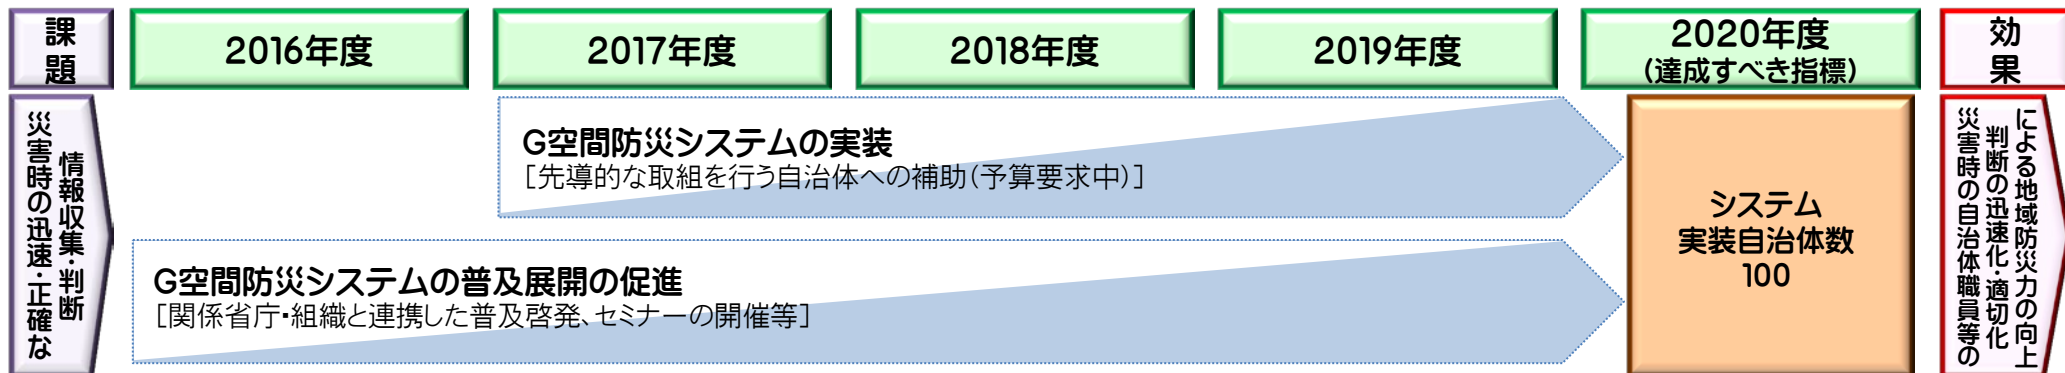 課
題
2016年度
2017年度
2018年度
2019年度
2020年度
(達成すべき指標)
効
果
災害時の迅速・正確な
情報収集・判断
G空間防災システムの実装
[先導的な取組を行う自治体への補助(予算要求中)]
G空間防災システムの普及展開の促進
[関係省庁・組織と連携した普及啓発、セミナーの開催等]
システム
実装自治体数
100
災害時の自治体職員等の
判断の迅速化・適切化
による地域防災力の向上